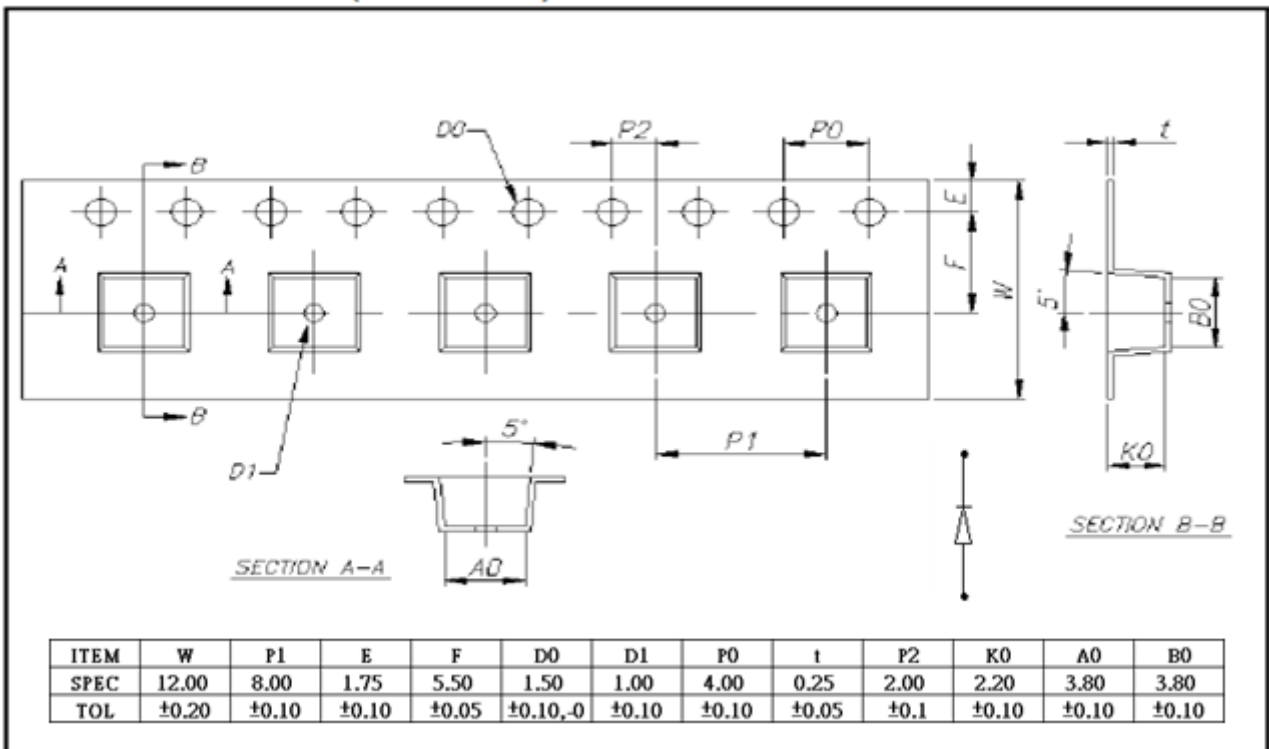 D0
P2
P0
t
B
E
F
W
A
A
5°
B0
B
D1
5°
P1
K0
SECTION A-A
A0
SECTION B-B
ITEM W P1 E F D0 D1 P0 t P2 K0 A0 B0
SPEC 12.00 8.00 1.75 5.50 1.50 1.00 4.00 0.25 2.00 2.20 3.80 3.80
TOL ±0.20 ±0.10 ±0.10 ±0.05 ±0.10,-0 ±0.10 ±0.10 ±0.05 ±0.1 ±0.10 ±0.10 ±0.10